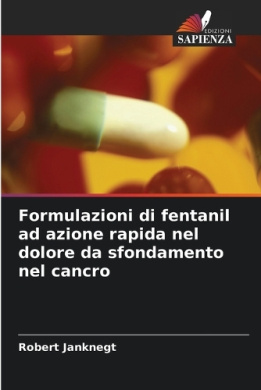 EDIZIONI
SAPIENZA
Formulazioni di fentanil
ad azione rapida nel
dolore da sfondamento
nel cancro
Robert Janknegt